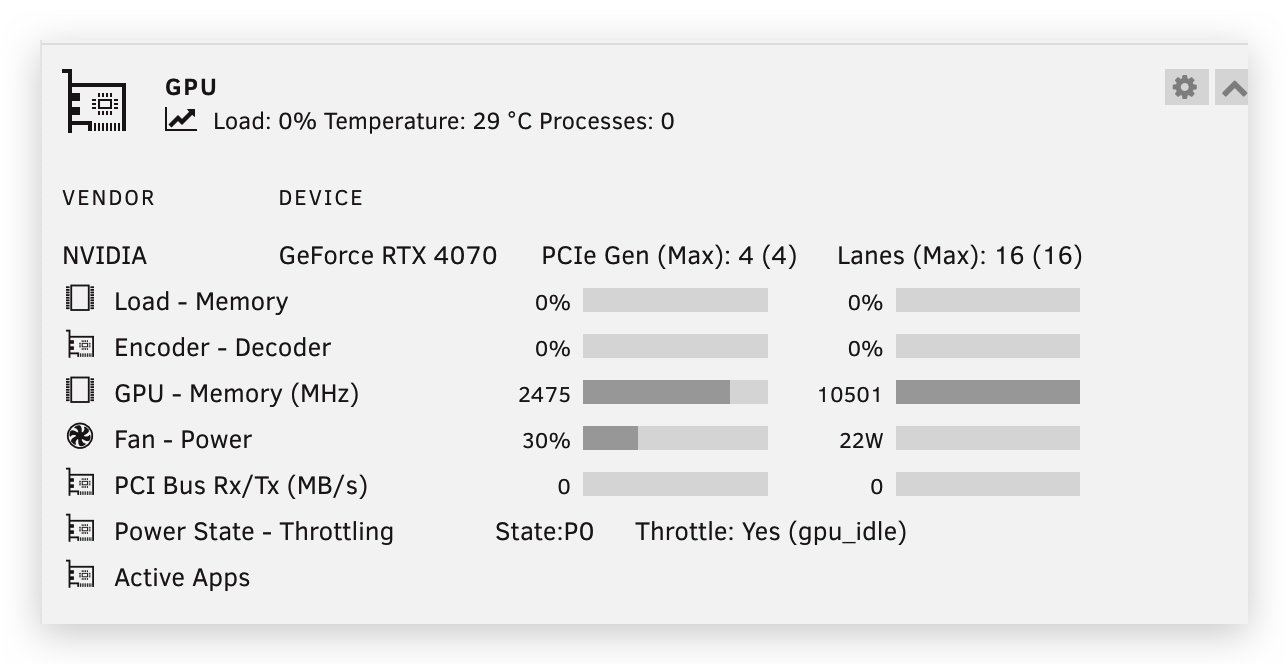 GPU
Load: 0% Temperature: 29 °C Processes: 0
VENDOR DEVICE
NVIDIA GeForce RTX 4070 PCIe Gen (Max): 4 (4) Lanes (Max): 16 (16)
Load - Memory 0% 0%
Encoder - Decoder 0% 0%
GPU - Memory (MHz) 2475 10501
Fan - Power 30% 22W
PCI Bus Rx/Tx (MB/s) 0 0
Power State - Throttling State:P0 Throttle: Yes (gpu_idle)
Active Apps